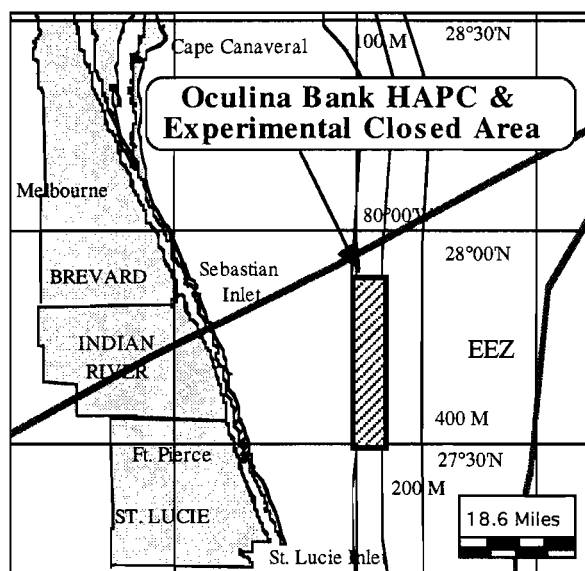 Cape Canaveral
100 M
28°30'N
Oculina Bank HAPC &
Experimental Closed Area
Melbourne
80°00'W
28°00'N
BREVARD
Sebastian
Inlet
INDIAN
RIVER
EEZ
400 M
Ft. Pierce
27°30'N
200 M
ST. LUCIE
18.6 Miles
St. Lucie Inlet